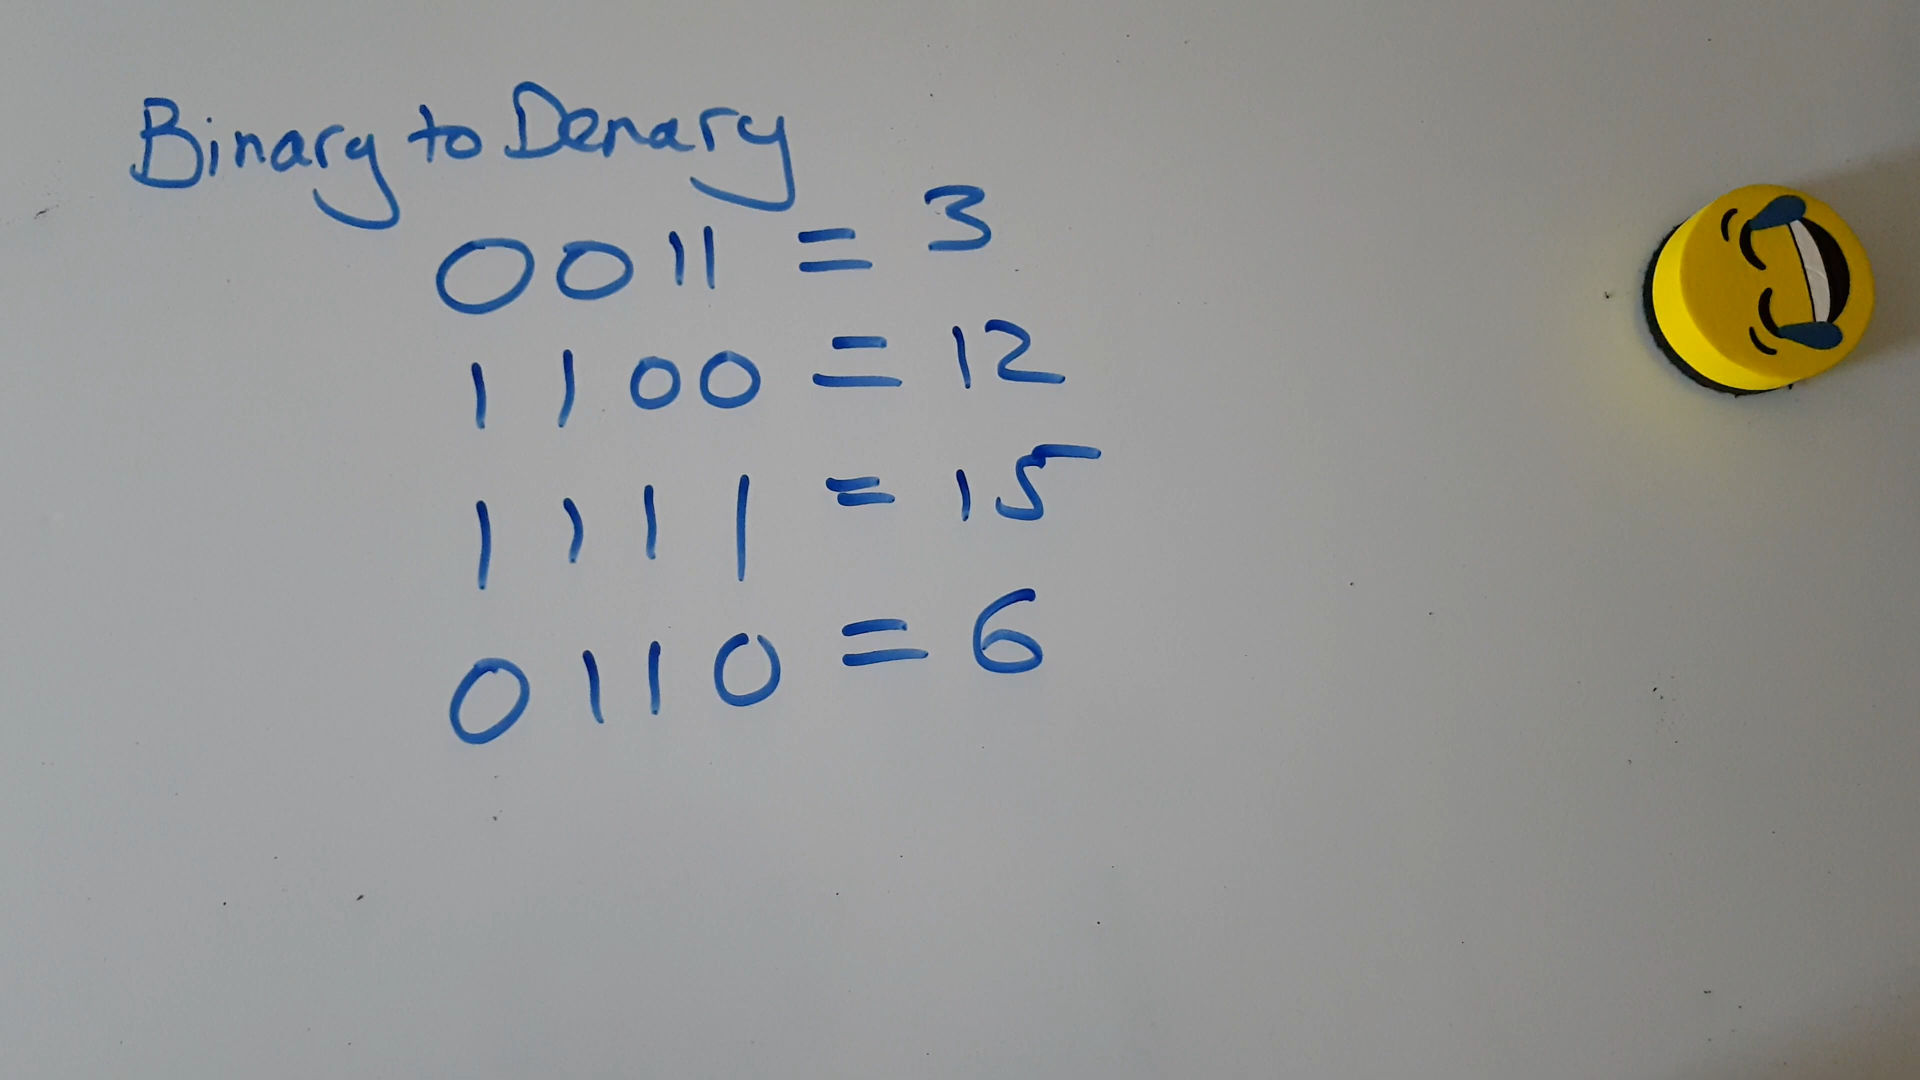 Binary to Denary
0011 = 3
1100 = 12
1111 = 15
0110 = 6